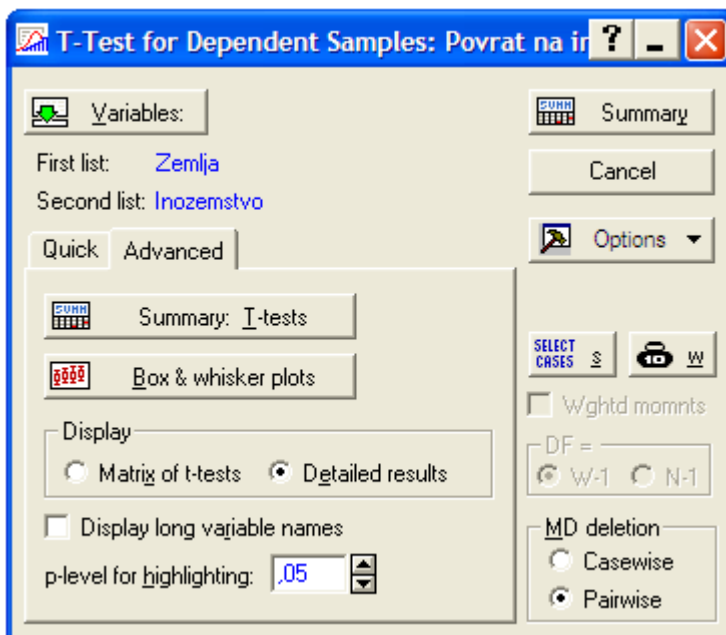 T-Test for Dependent Samples: Povrat na in
Variables:
First list: Zemlja
Second list: Inozemstvo
Quick Advanced
Summary: T-tests
Box & whisker plots
Display
Matrix of t-tests Detailed results
Display long variable names
p-level for highlighting: ,05
Summary
Cancel
Options
SELECT CASES S W
Wghtd momnts
DF =
W-1 N-1
MD deletion
Casewise
Pairwise